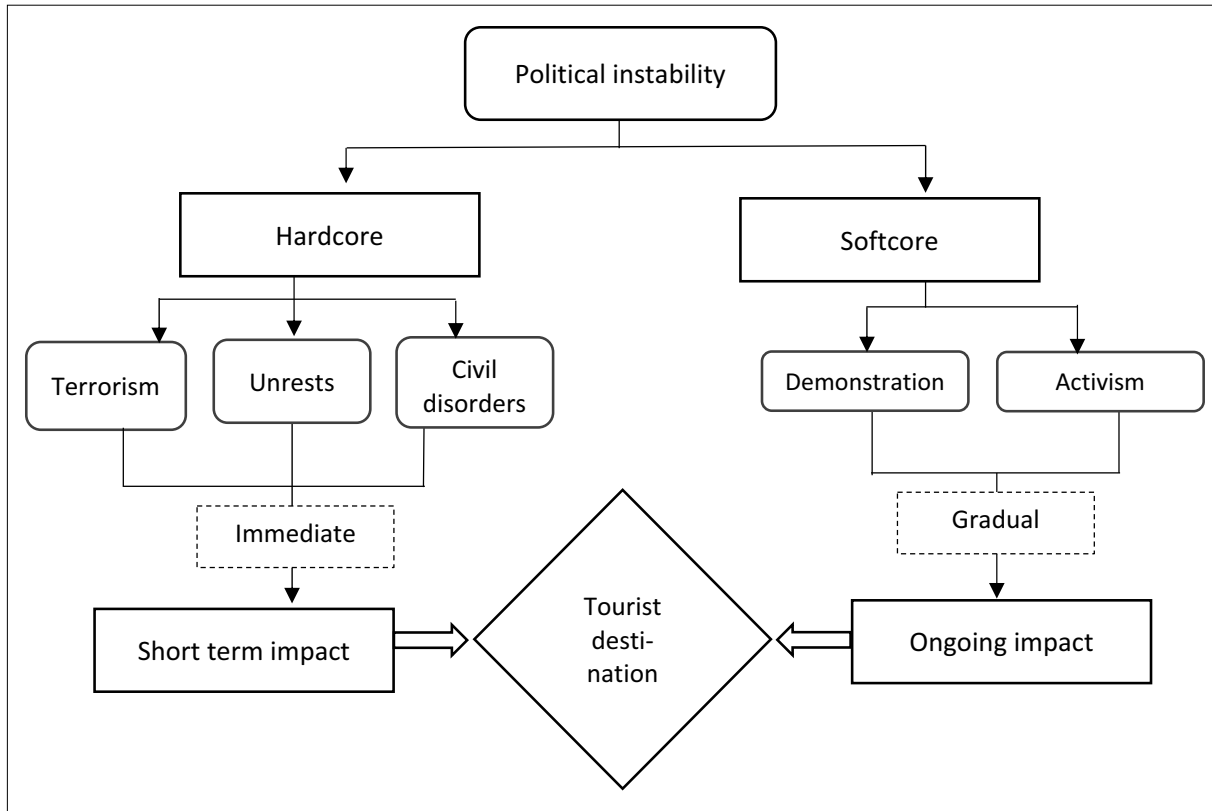 Political instability
Hardcore
Softcore
Terrorism
Unrests
Civil
disorders
Demonstration
Activism
Immediate
Gradual
Tourist
desti-
nation
Short term impact
Ongoing impact